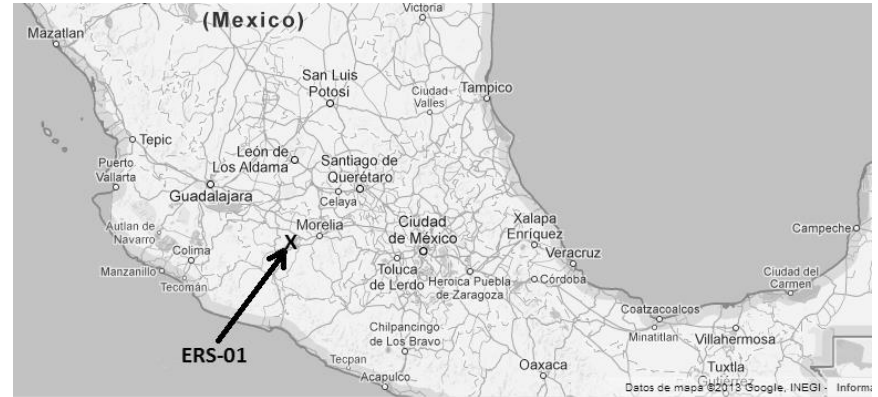 (Mexico)
Victoria
Mazatlan
San Luis
Potosí
Ciudad
Valles
Tampico
Tepic
León de
Los Aldama
Santiago de
Querétaro
Puerto
Vallarta
Guadalajara
Celaya
Autlan de
Navarro
Morelia
Ciudad
de México
Xalapa
Enríquez
Campeche
X
Colima
Veracruz
Manzanillo
Tecomán
Toluca
de Lerdo
Heroica Puebla
de Zaragoza
Córdoba
Ciudad del
Carmen
Coatzacoalcos
Chilpancingo
de Los Bravo
Minatitlan
Villahermosa
ERS-01
Tecpan
Acapulco
Oaxaca
Tuxtla
Gutiérrez
Datos de mapa ©2013 Google, INEGI - Informa